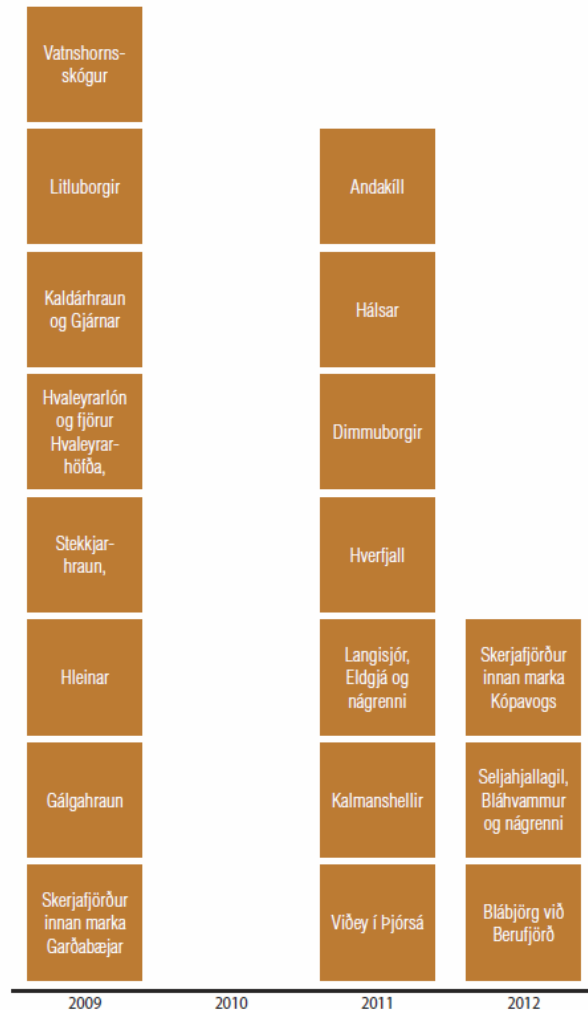 Vatnshorns-
skógur
Litluborgir
Kaldárhraun
og Gjárnar
Hvaleyrarlón
og fjörur
Hvaleyrar-
höfða,
Stekkjar-
hraun,
Hleinar
Gálgahraun
Skerjafjörður
innan marka
Garðabæjar
Andakíll
Hálsar
Dimmuborgir
Hverfjall
Langisjór,
Eldgjá og
nágrenni
Kalmanshellir
Viðey í Þjórsá
Skerjafjörður
innan marka
Kópavogs
Seljahjallagil,
Bláhvammur
og nágrenni
Blábjörg við
Berufjörð
2009
2010
2011
2012